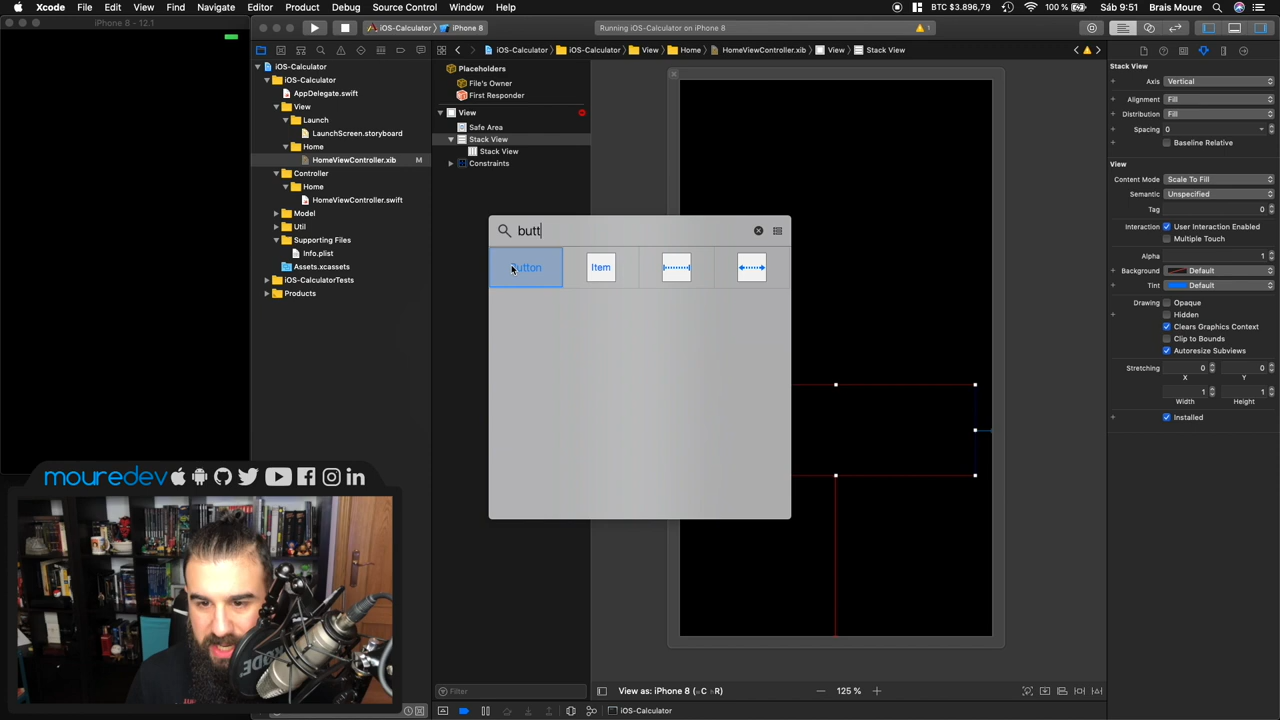 Xcode File Edit View Find Navigate Editor Product Debug Source Control Window Help
BTC $3.896,79 100 % Sáb 9:51 Brais Moure
iPhone 8 - 12.1
iOS-Calculator iPhone 8
Running iOS-Calculator on iPhone 8
1
iOS-Calculator
iOS-Calculator
AppDelegate.swift
View
Launch
LaunchScreen.storyboard
Home
HomeViewController.xib M
Controller
Home
HomeViewController.swift
Model
Util
Supporting Files
Info.plist
Assets.xcassets
iOS-CalculatorTests
Products
iOS-Calculator iOS-Calculator View Home HomeViewController.xib View Stack View
Placeholders
File's Owner
First Responder
View
Safe Area
Stack View
Stack View
Constraints
butt
Button Item
Stack View
Axis Vertical
Alignment Fill
Distribution Fill
Spacing 0
Baseline Relative
View
Content Mode Scale To Fill
Semantic Unspecified
Tag 0
Interaction User Interaction Enabled
Multiple Touch
Alpha 1
Background Default
Tint Default
Drawing Opaque
Hidden
Clears Graphics Context
Clip to Bounds
Autoresize Subviews
Stretching 0 0
X Y
1 1
Width Height
Installed
mouredev
in
RODE
Filter
View as: iPhone 8 (wC hR)
125 %
iOS-Calculator